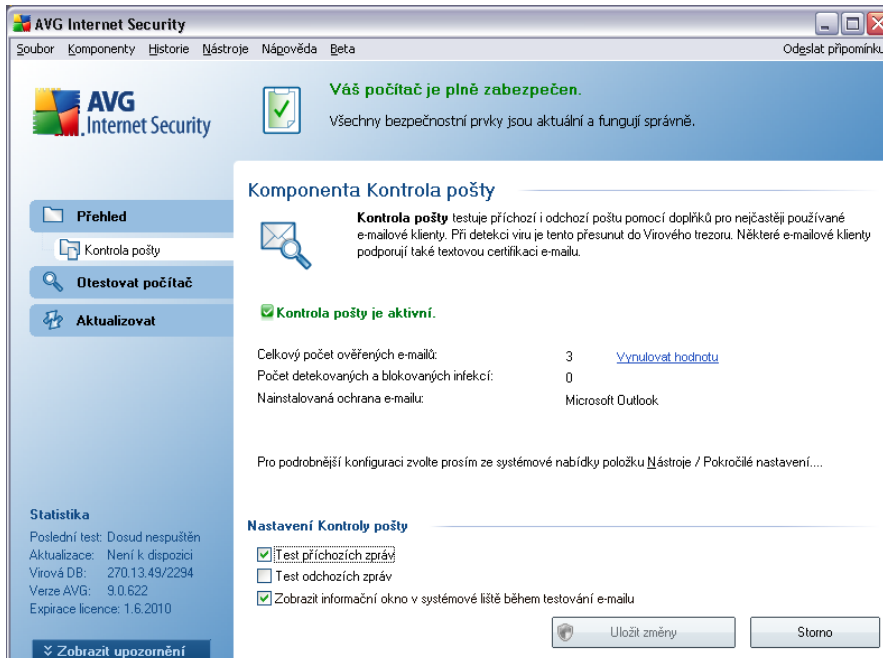 AVG Internet Security
Soubor Komponenty Historie Nástroje Nápověda Beta Odeslat připomínku
AVG
Internet Security
Váš počítač je plně zabezpečen.
Všechny bezpečnostní prvky jsou aktuální a fungují správně.
Přehled
Kontrola pošty
Otestovat počítač
Aktualizovat
Komponenta Kontrola pošty
Kontrola pošty testuje příchozí i odchozí poštu pomocí doplňků pro nejčastěji používané
e-mailové klienty. Při detekci viru je tento přesunut do Virového trezoru. Některé e-mailové klienty
podporují také textovou certifikaci e-mailu.
Kontrola pošty je aktivní.
Celkový počet ověřených e-mailů: 3 Vynulovat hodnotu
Počet detekovaných a blokovaných infekcí: 0
Nainstalovaná ochrana e-mailu: Microsoft Outlook
Pro podrobnější konfiguraci zvolte prosím ze systémové nabídky položku Nástroje / Pokročilé nastavení....
Nastavení Kontroly pošty
Test příchozích zpráv
Test odchozích zpráv
Zobrazit informační okno v systémové liště během testování e-mailu
Uložit změny Storno
Statistika
Poslední test: Dosud nespuštěn
Aktualizace: Není k dispozici
Virová DB: 270.13.49/2294
Verze AVG: 9.0.622
Expirace licence: 1.6.2010
Zobrazit upozornění